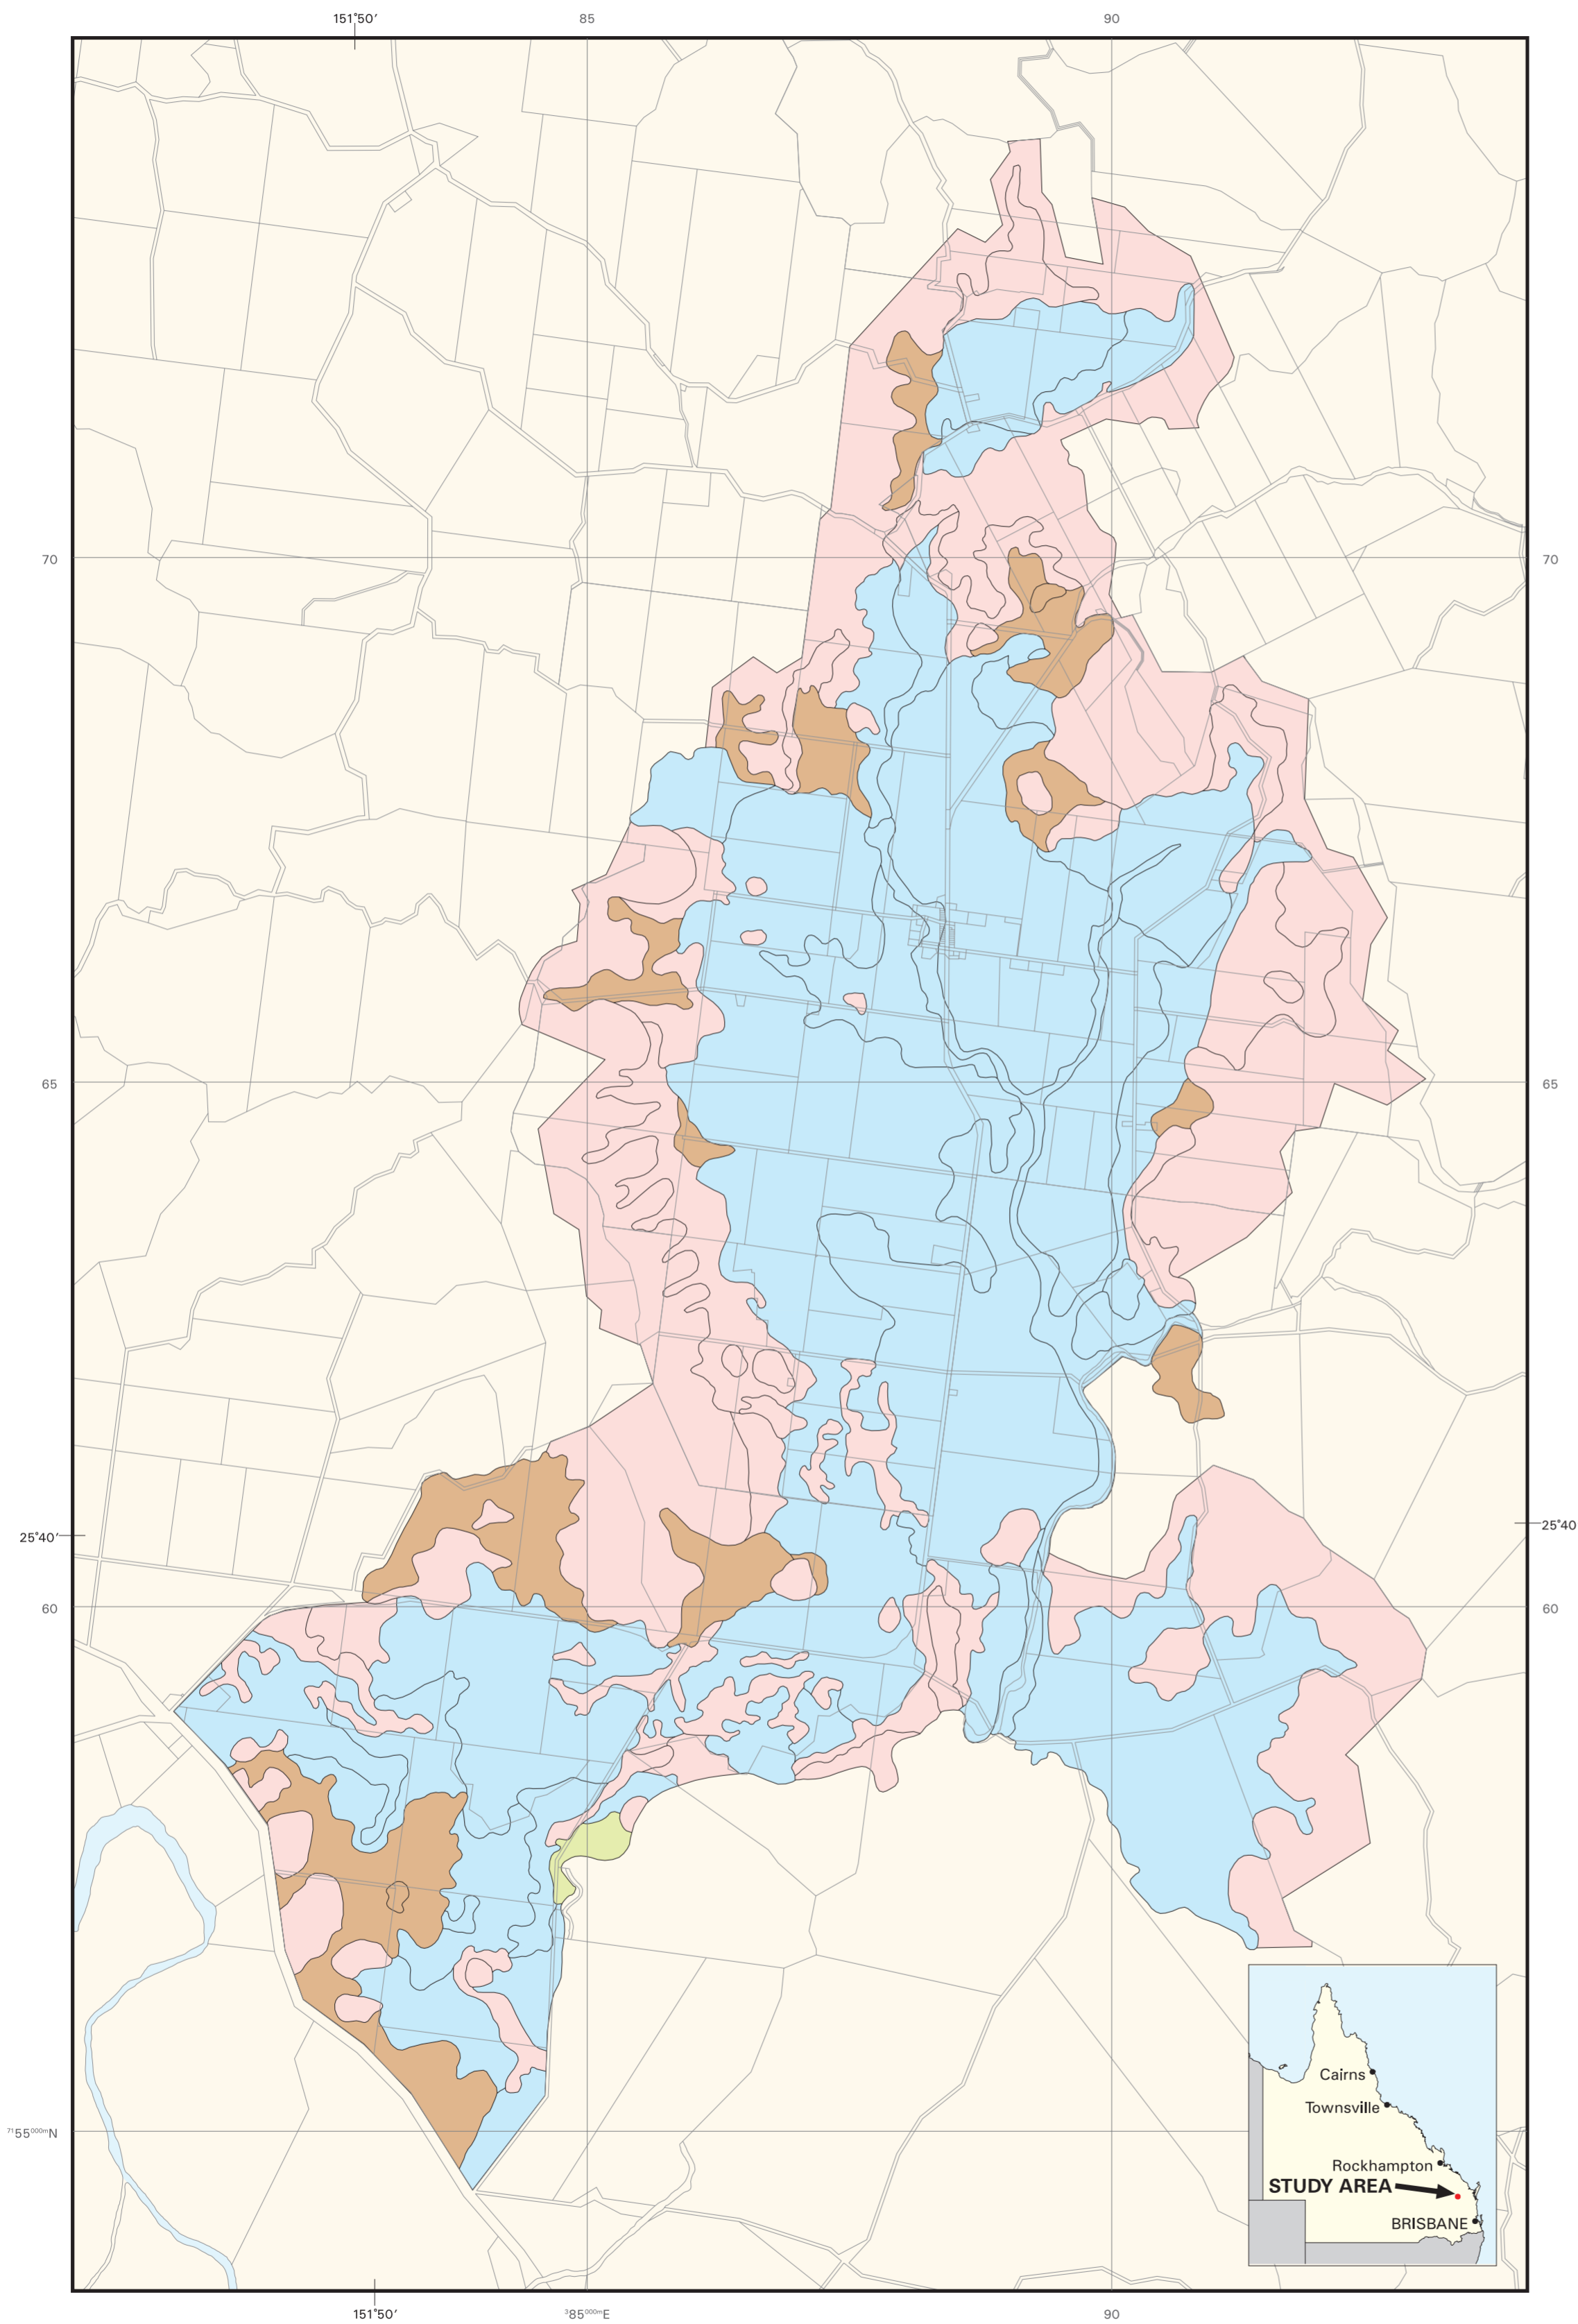 151°50′ 85 90
70 70
65 65
25°40′ 25°40′
60 60
Cairns
Townsville
Rockhampton
STUDY AREA
BRISBANE
7155000mN
151°50′ 385000mE 90